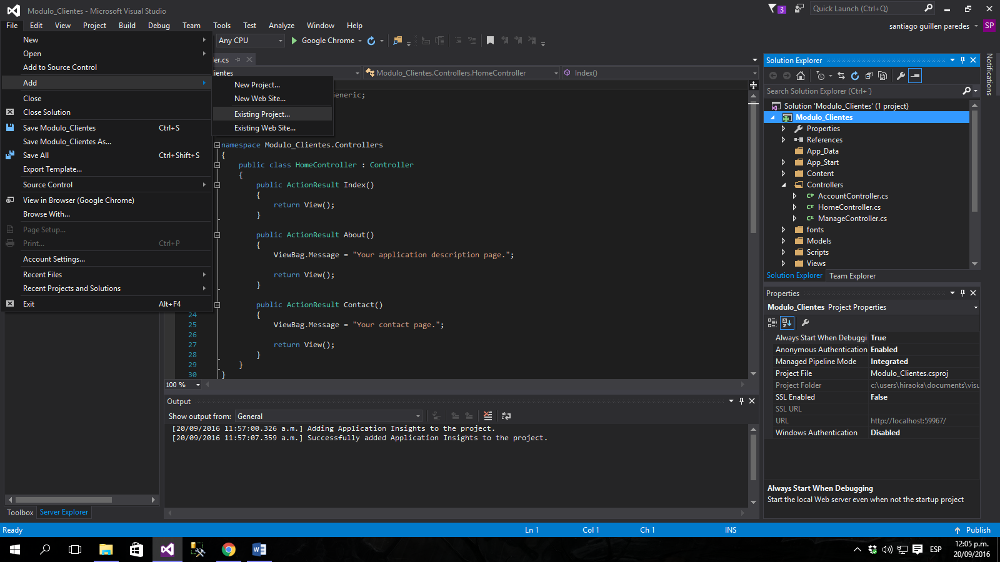 Modulo_Clientes - Microsoft Visual Studio
3
Quick Launch (Ctrl+Q)
File Edit View Project Build Debug Team Tools Test Analyze Window Help
santiago guillen paredes SP
Any CPU Google Chrome
New
Open
Add to Source Control
Add
Close
Close Solution
Save Modulo_Clientes Ctrl+S
Save Modulo_Clientes As...
Save All Ctrl+Shift+S
Export Template...
Source Control
View in Browser (Google Chrome)
Browse With...
Page Setup...
Print... Ctrl+P
Account Settings...
Recent Files
Recent Projects and Solutions
Exit Alt+F4
New Project...
New Web Site...
Existing Project...
Existing Web Site...
er.cs
ientes Modulo_Clientes.Controllers.HomeController Index()
Generic;
namespace Modulo_Clientes.Controllers
{
public class HomeController : Controller
{
public ActionResult Index()
{
return View();
}
public ActionResult About()
{
ViewBag.Message = "Your application description page.";
return View();
}
public ActionResult Contact()
24 {
25 ViewBag.Message = "Your contact page.";
26
27 return View();
28 }
29 }
30 }
100 %
Output
Show output from: General
[20/09/2016 11:57:00.326 a.m.] Adding Application Insights to the project.
[20/09/2016 11:57:07.359 a.m.] Successfully added Application Insights to the project.
Toolbox Server Explorer
Solution Explorer
Search Solution Explorer (Ctrl+¨)
Solution 'Modulo_Clientes' (1 project)
Modulo_Clientes
Properties
References
App_Data
App_Start
Content
Controllers
C# AccountController.cs
C# HomeController.cs
C# ManageController.cs
fonts
Models
Scripts
Views
Solution Explorer Team Explorer
Notifications
Properties
Modulo_Clientes Project Properties
Always Start When Debuggi True
Anonymous Authentication Enabled
Managed Pipeline Mode Integrated
Project File Modulo_Clientes.csproj
Project Folder c:\users\hiraoka\documents\visu
SSL Enabled False
SSL URL
URL http://localhost:59967/
Windows Authentication Disabled
Always Start When Debugging
Start the local Web server even when not the startup project
Ready Ln 1 Col 1 Ch 1 INS Publish
ESP
12:05 p.m.
20/09/2016